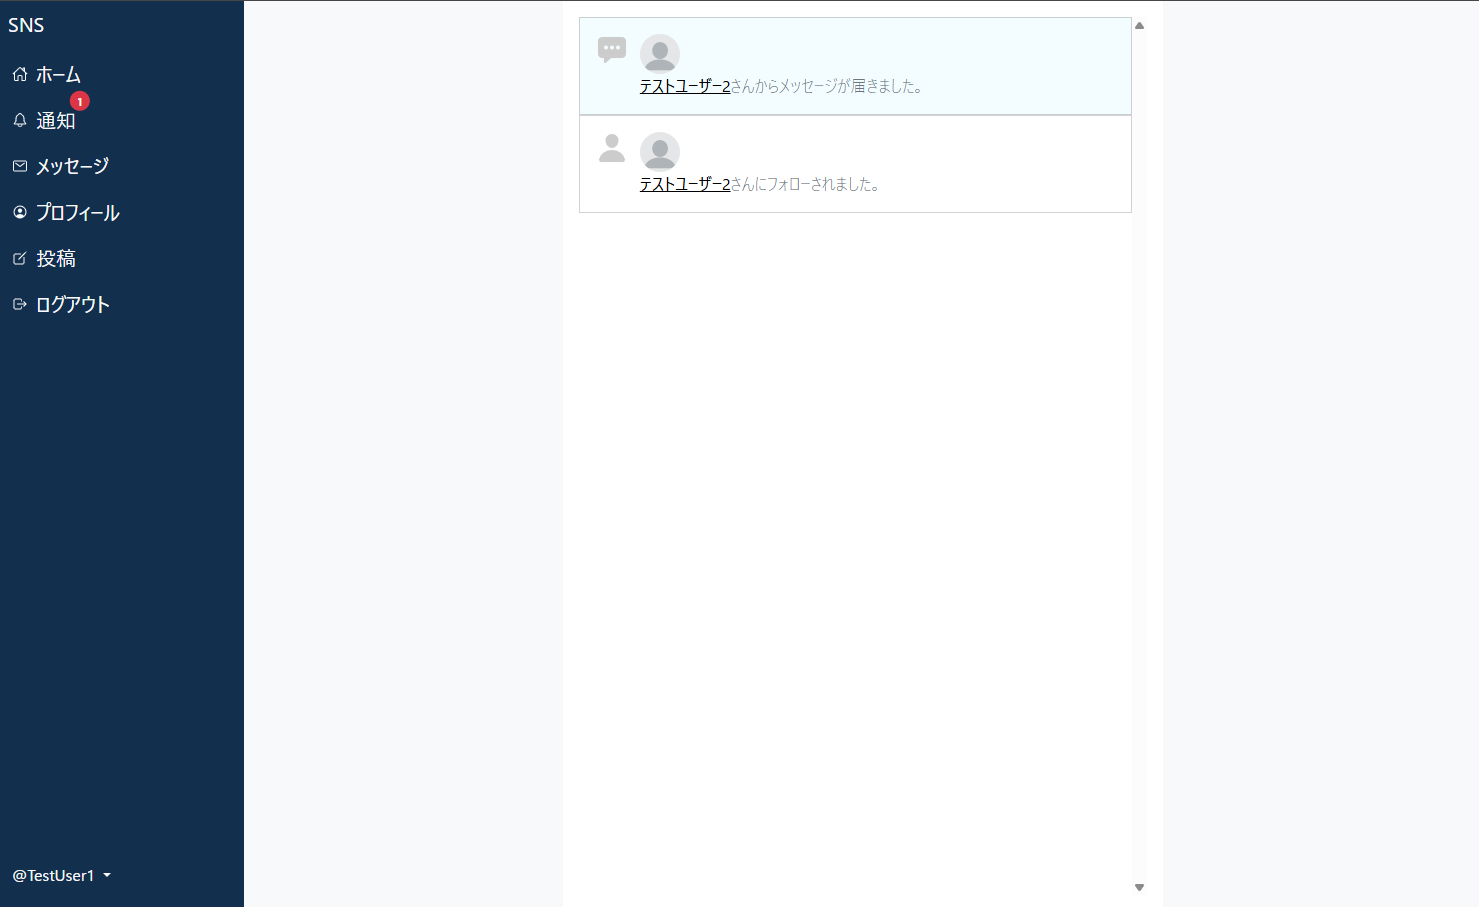 SNS
ホーム
1
通知
メッセージ
プロフィール
投稿
ログアウト
@TestUser1
テストユーザー2さんからメッセージが届きました。
テストユーザー2さんにフォローされました。